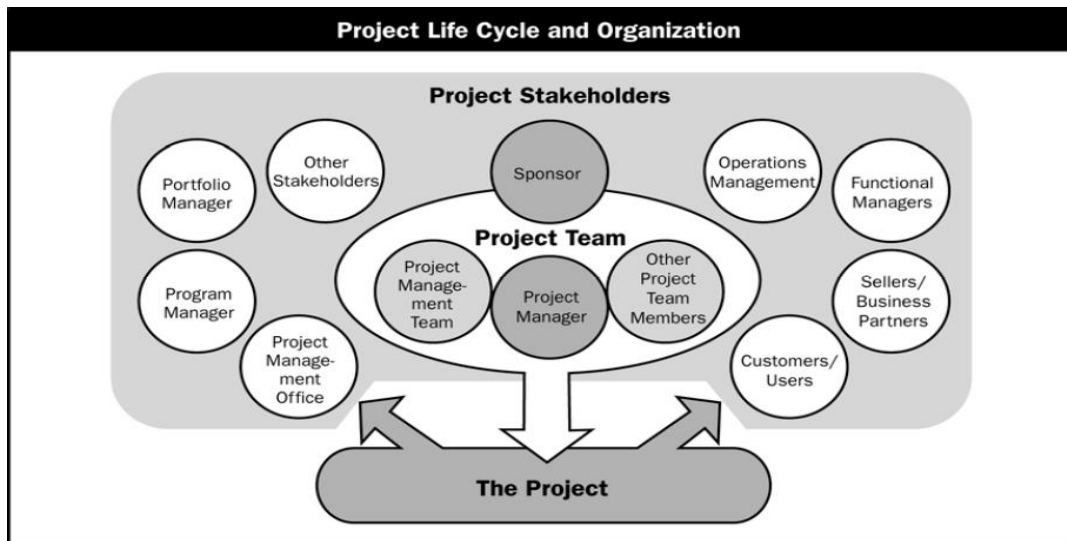 Project Life Cycle and Organization
Project Stakeholders
Portfolio
Manager
Other
Stakeholders
Sponsor
Operations
Management
Functional
Managers
Project Team
Program
Manager
Project
Manage-
ment
Team
Project
Manager
Other
Project
Team
Members
Sellers/
Business
Partners
Project
Manage-
ment
Office
Customers/
Users
The Project